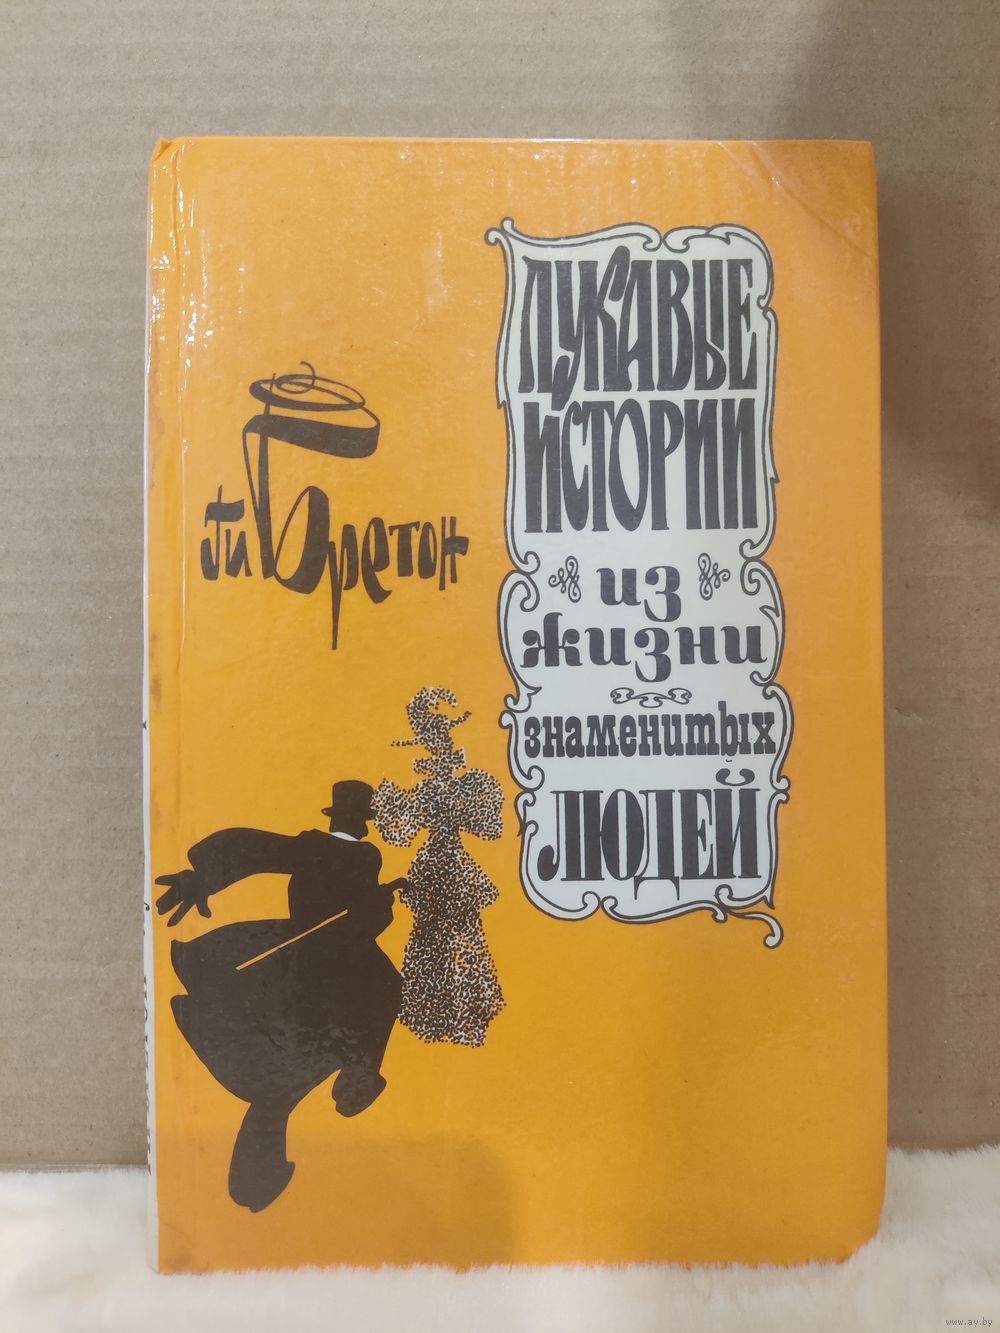 Ги Бретон
ЛУКАВЫЕ
ИСТОРИИ
из
жизни
знаменитых
ЛЮДЕЙ
www.ay.by